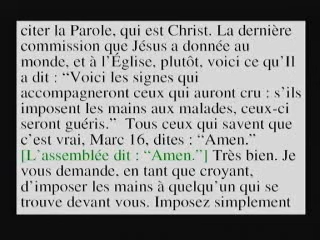 citer la Parole, qui est Christ. La dernière
commission que Jésus a donnée au
monde, et à l'Église, plutôt, voici ce qu'Il
a dit : “Voici les signes qui
accompagneront ceux qui auront cru : s'ils
imposent les mains aux malades, ceux-ci
seront guéris.”  Tous ceux qui savent que
c'est vrai, Marc 16, dites : “Amen.”
[L'assemblée dit : “Amen.”] Très bien. Je
vous demande, en tant que croyant,
d'imposer les mains à quelqu'un qui se
trouve devant vous. Imposez simplement